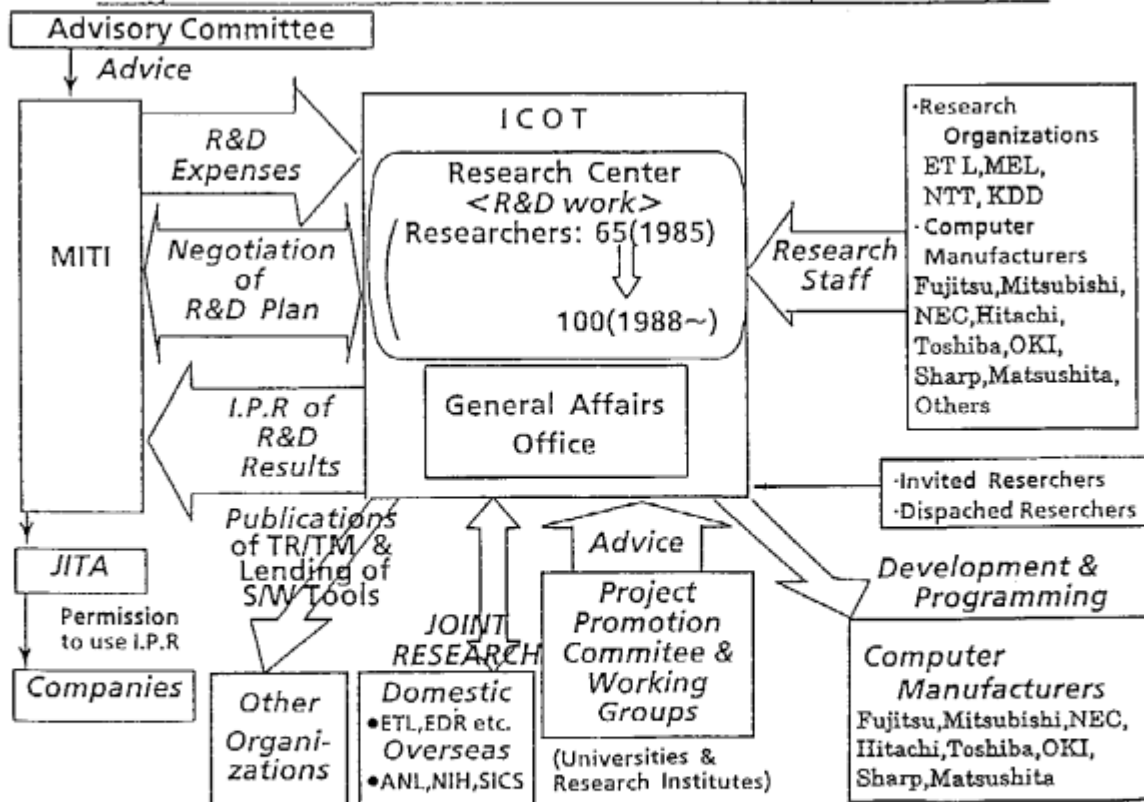 Advisory Committee
Advice
MITI
R&D
Expenses
Negotiation
of
R&D Plan
I.P.R of
R&D
Results
ICOT
Research Center
<R&D work>
Researchers: 65(1985)
100(1988~)
General Affairs
Office
Research
Staff
·Research
Organizations
ETL,MEL,
NTT, KDD
·Computer
Manufacturers
Fujitsu,Mitsubishi,
NEC,Hitachi,
Toshiba,OKI,
Sharp,Matsushita,
Others
·Invited Reserchers
·Dispached Reserchers
JITA
Permission
to use I.P.R
Companies
Publications
of TR/TM &
Lending of
S/W Tools
Other
Organi-
zations
JOINT
RESEARCH
Domestic
•ETL,EDR etc.
Overseas
•ANL,NIH,SICS
Advice
Project
Promotion
Commitee &
Working
Groups
(Universities &
Research Institutes)
Development &
Programming
Computer
Manufacturers
Fujitsu,Mitsubishi,NEC,
Hitachi,Toshiba,OKI,
Sharp,Matsushita